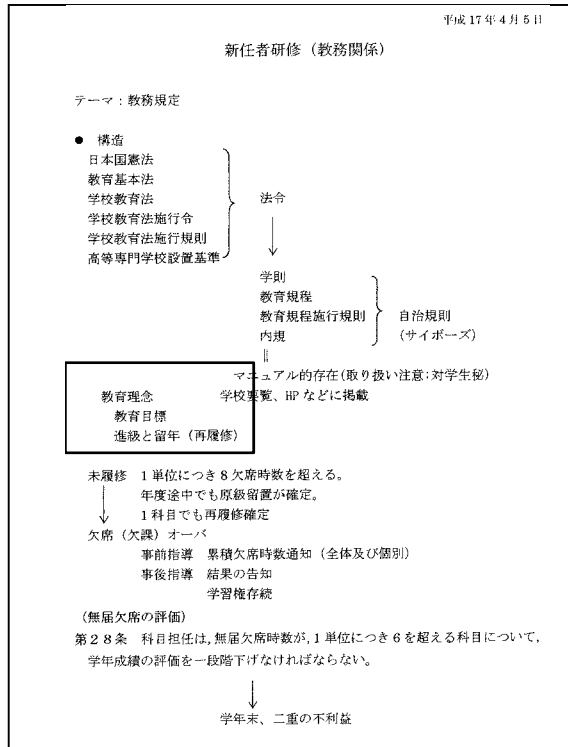 平成17年4月5日
新任者研修（教務関係）
テーマ：教務規定
● 構造
日本国憲法
教育基本法
学校教育法
学校教育法施行令
学校教育法施行規則
高等専門学校設置基準
法令
学則
教育規程
教育規程施行規則
内規
自治規則
（サイボーズ）
マニュアル的存在(取り扱い注意：対学生秘)
教育理念 学校要覧、HPなどに掲載
教育目標
進級と留年（再履修）
未履修 1単位につき8欠席時数を超える。
年度途中でも原級留置が確定。
1科目でも再履修確定
欠席（欠課）オーバ
事前指導 累積欠席時数通知（全体及び個別）
事後指導 結果の告知
学習権存続
（無届欠席の評価）
第28条 科目担任は,無届欠席時数が,1単位につき6を超える科目について,
学年成績の評価を一段階下げなければならない。
学年末、二重の不利益